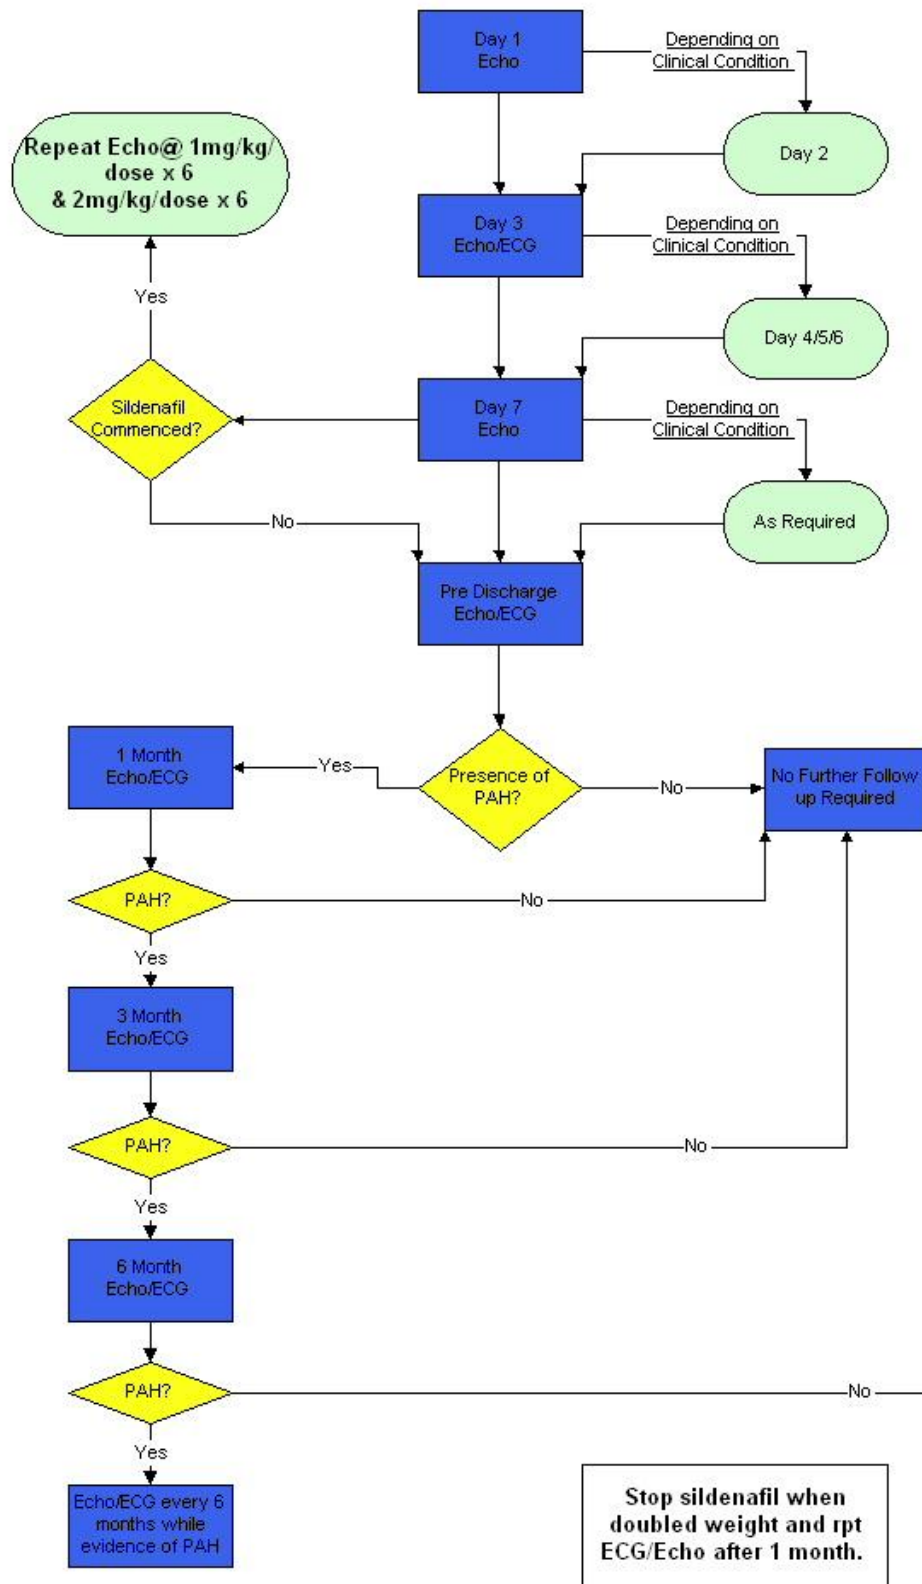 Day 1
Echo
Depending on
Clinical Condition
Repeat Echo@ 1mg/kg/
dose x 6
& 2mg/kg/dose x 6
Day 2
Day 3
Echo/ECG
Depending on
Clinical Condition
Yes
Day 4/5/6
Sildenafil
Commenced?
Day 7
Echo
Depending on
Clinical Condition
No
As Required
Pre Discharge
Echo/ECG
1 Month
Echo/ECG
Yes
Presence of
PAH?
No
No Further Follow
up Required
PAH?
No
Yes
3 Month
Echo/ECG
PAH?
No
Yes
6 Month
Echo/ECG
PAH?
No
Yes
Echo/ECG every 6
months while
evidence of PAH
Stop sildenafil when
doubled weight and rpt
ECG/Echo after 1 month.